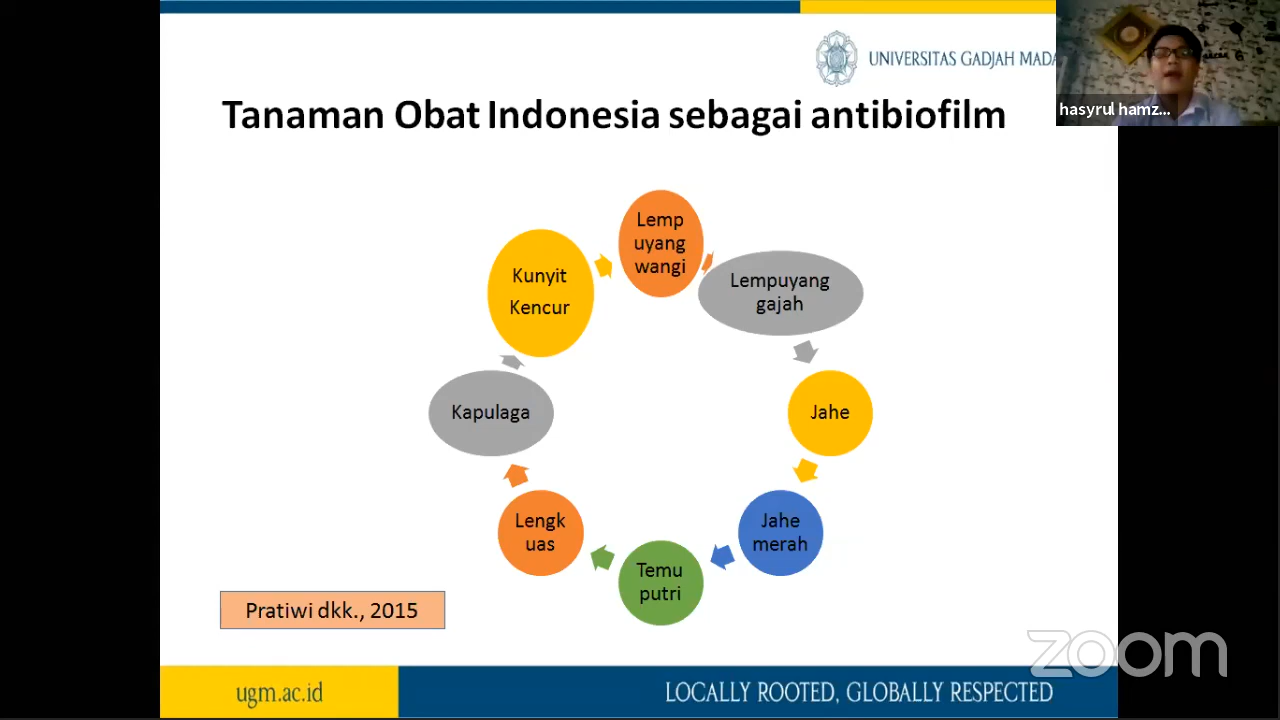 UNIVERSITAS GADJAH MADA
hasyrul hamz...
Tanaman Obat Indonesia sebagai antibiofilm
Lemp
uyang
wangi
Lempuyang
gajah
Jahe
Jahe
merah
Temu
putri
Lengk
uas
Kapulaga
Kunyit
Kencur
Pratiwi dkk., 2015
zoom
ugm.ac.id
LOCALLY ROOTED, GLOBALLY RESPECTED